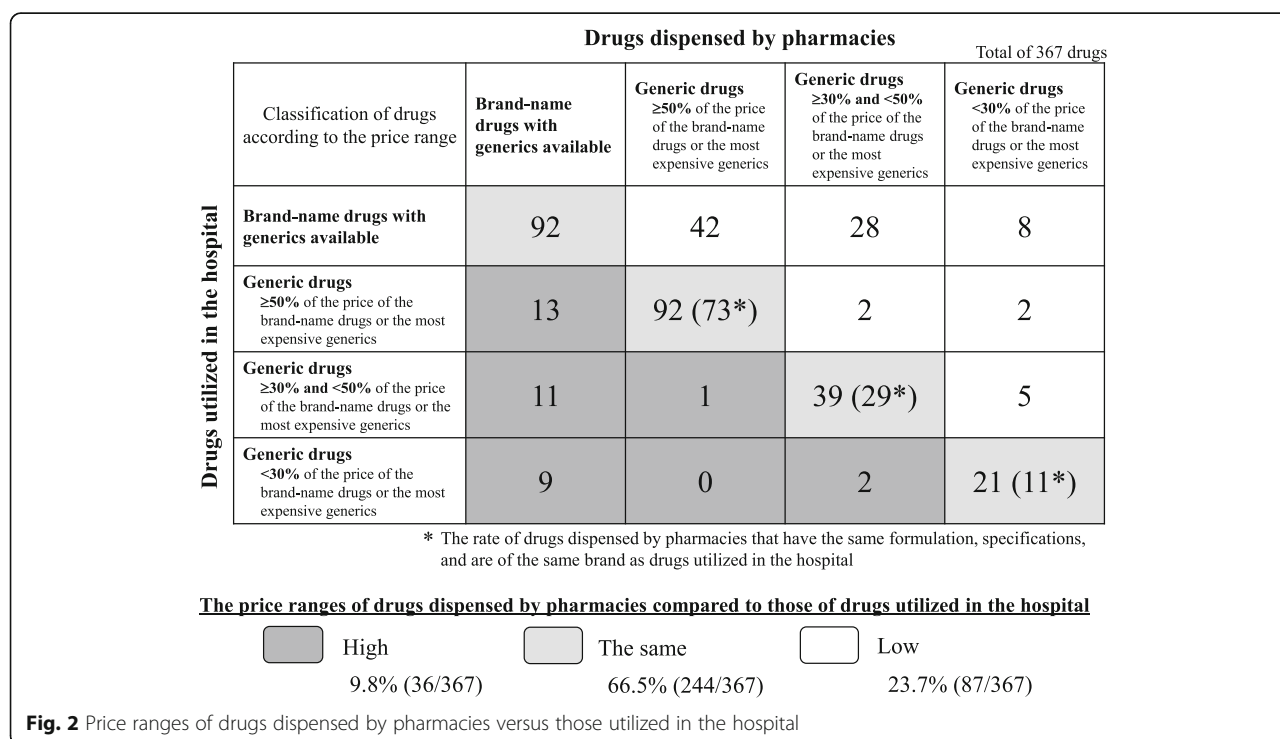 Drugs dispensed by pharmacies
Total of 367 drugs
Classification of drugs
according to the price range
Brand-name
drugs with
generics available
Generic drugs
≥50% of the price
of the brand-name
drugs or the most
expensive generics
Generic drugs
≥30% and <50%
of the price of the
brand-name drugs
or the most
expensive generics
Generic drugs
<30% of the price
of the brand-name
drugs or the most
expensive generics
Drugs utilized in the hospital
Brand-name drugs with
generics available
92 42 28 8
Generic drugs
≥50% of the price of the
brand-name drugs or the most
expensive generics
13 92 (73*) 2 2
Generic drugs
≥30% and <50% of the price
of the brand-name drugs or the
most expensive generics
11 1 39 (29*) 5
Generic drugs
<30% of the price of the
brand-name drugs or the most
expensive generics
9 0 2 21 (11*)
* The rate of drugs dispensed by pharmacies that have the same formulation, specifications,
and are of the same brand as drugs utilized in the hospital
The price ranges of drugs dispensed by pharmacies compared to those of drugs utilized in the hospital
High The same Low
9.8% (36/367) 66.5% (244/367) 23.7% (87/367)
Fig. 2 Price ranges of drugs dispensed by pharmacies versus those utilized in the hospital